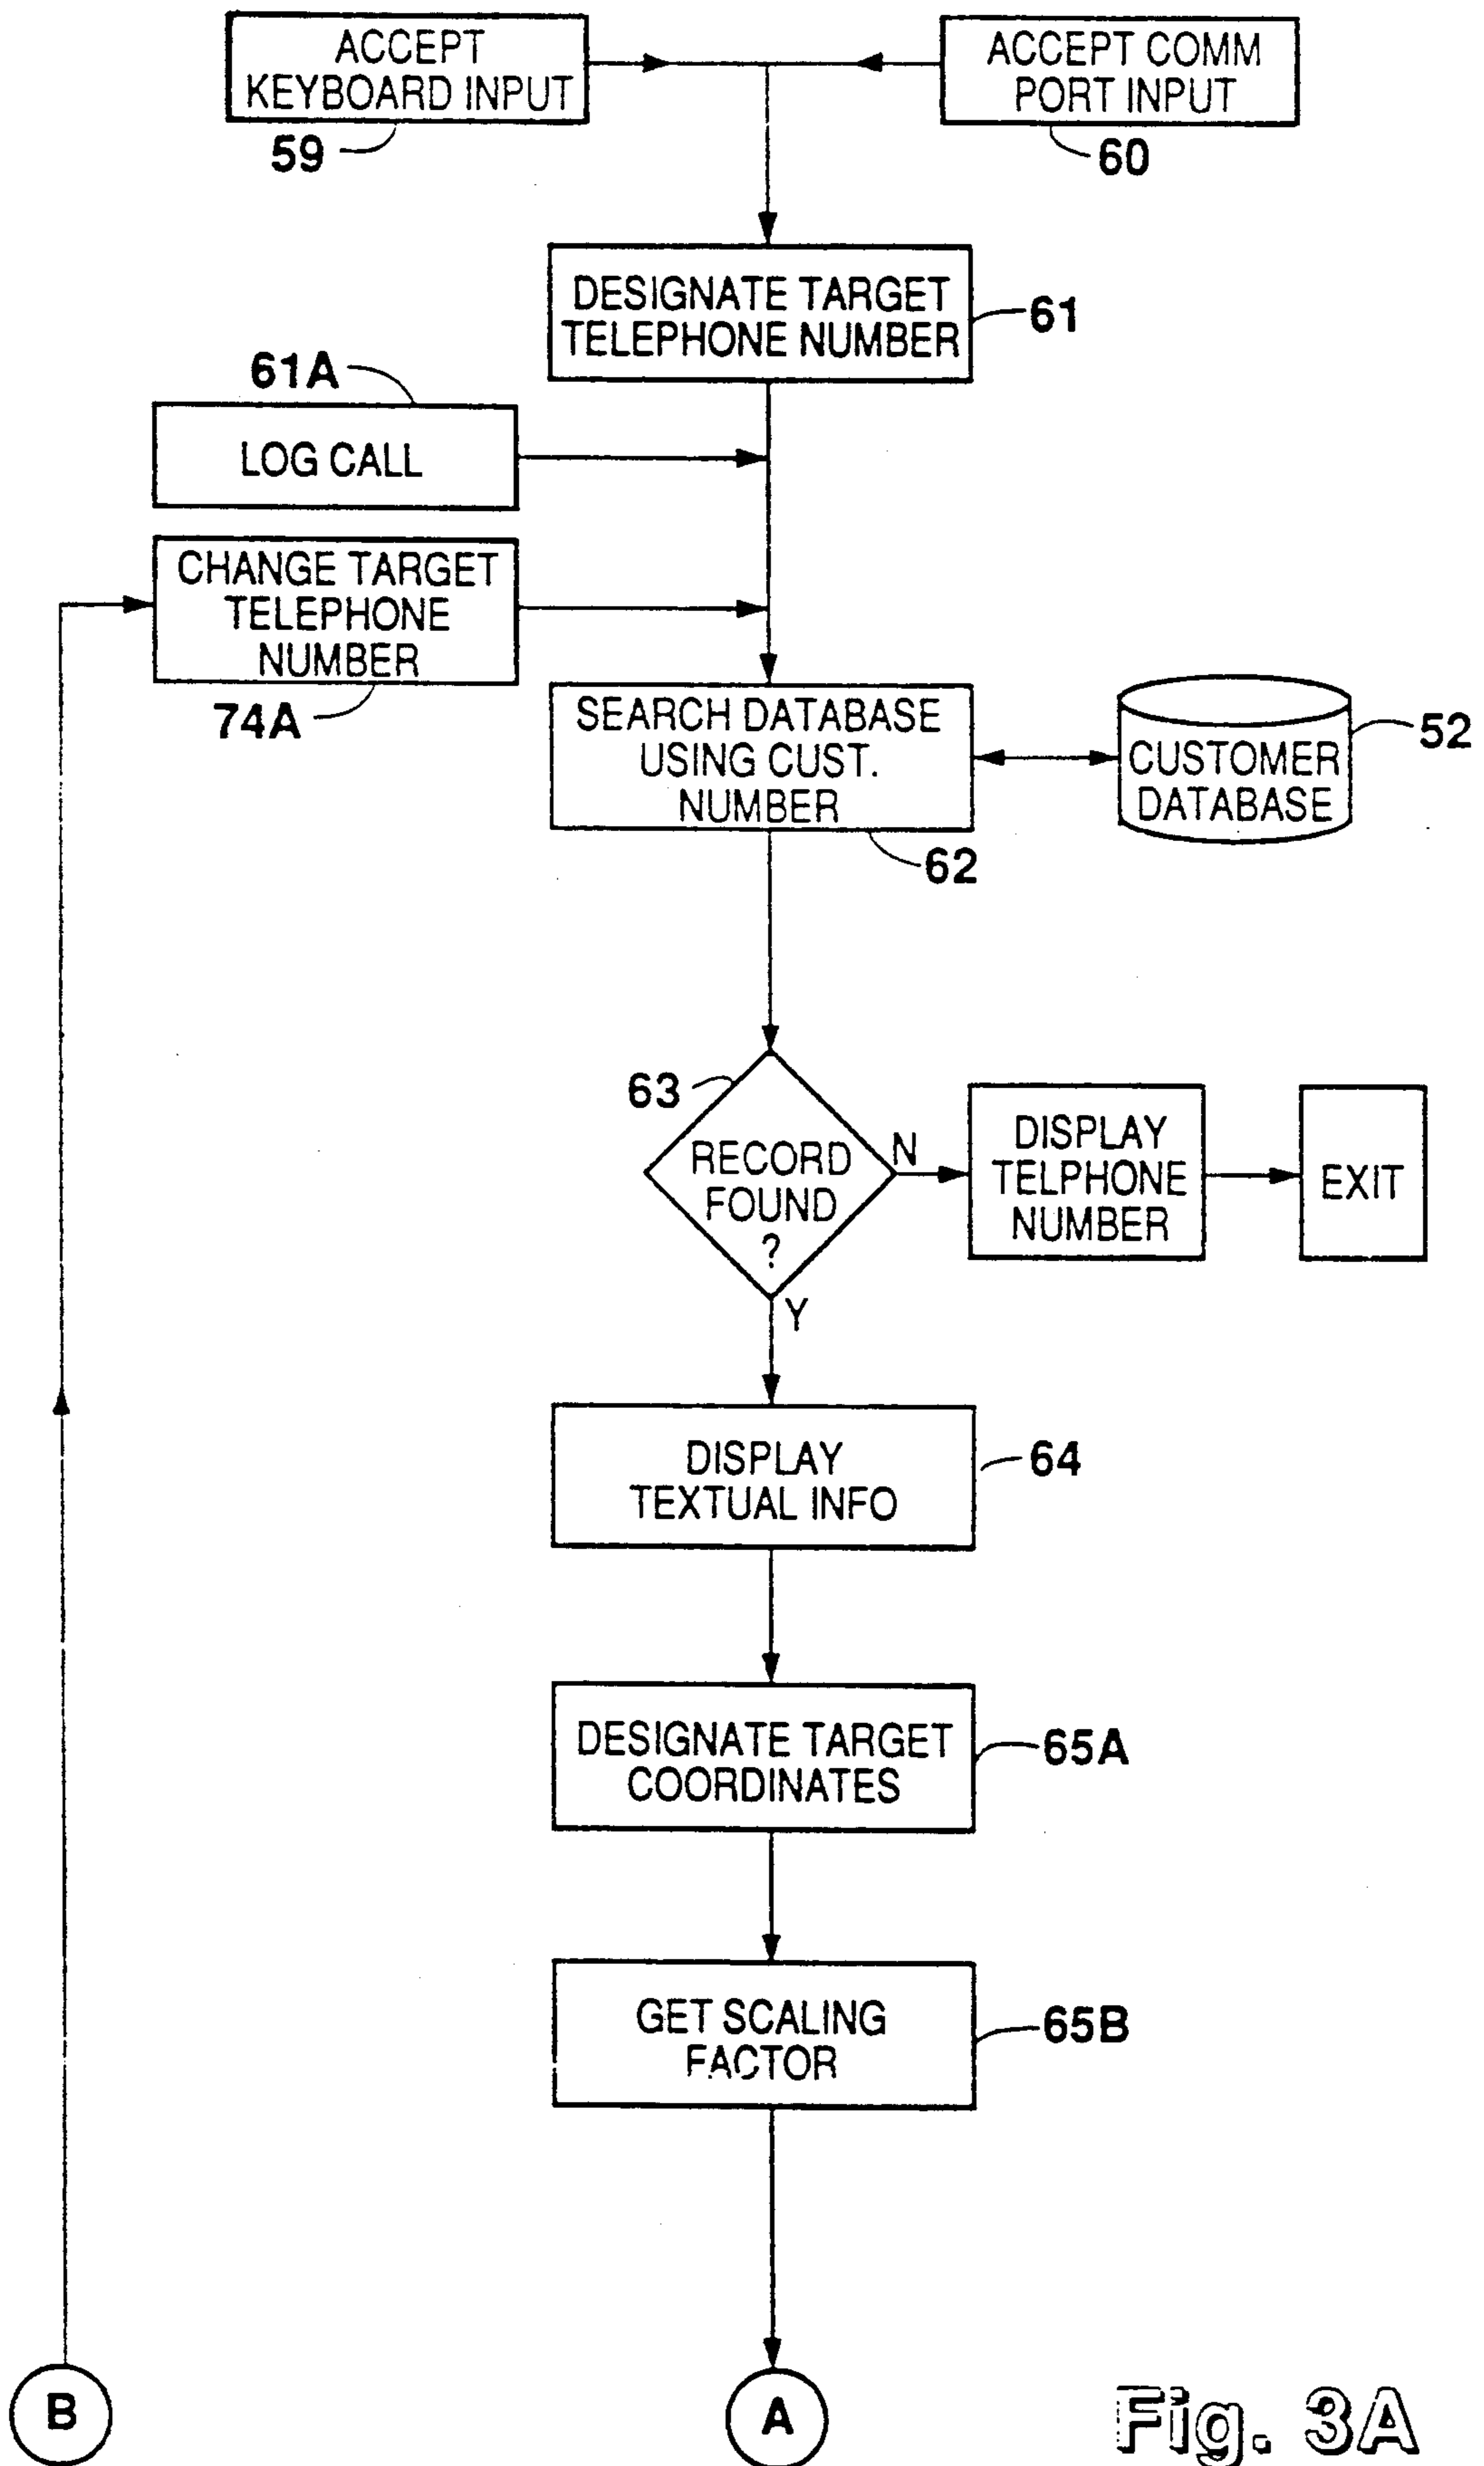 ACCEPT
KEYBOARD INPUT
59
ACCEPT COMM
PORT INPUT
60
DESIGNATE TARGET
TELEPHONE NUMBER
61
61A
LOG CALL
CHANGE TARGET
TELEPHONE
NUMBER
74A
SEARCH DATABASE
USING CUST.
NUMBER
62
CUSTOMER
DATABASE
52
63
RECORD
FOUND
?
N
DISPLAY
TELPHONE
NUMBER
EXIT
Y
DISPLAY
TEXTUAL INFO
64
DESIGNATE TARGET
COORDINATES
65A
GET SCALING
FACTOR
65B
B
A
Fig. 3A